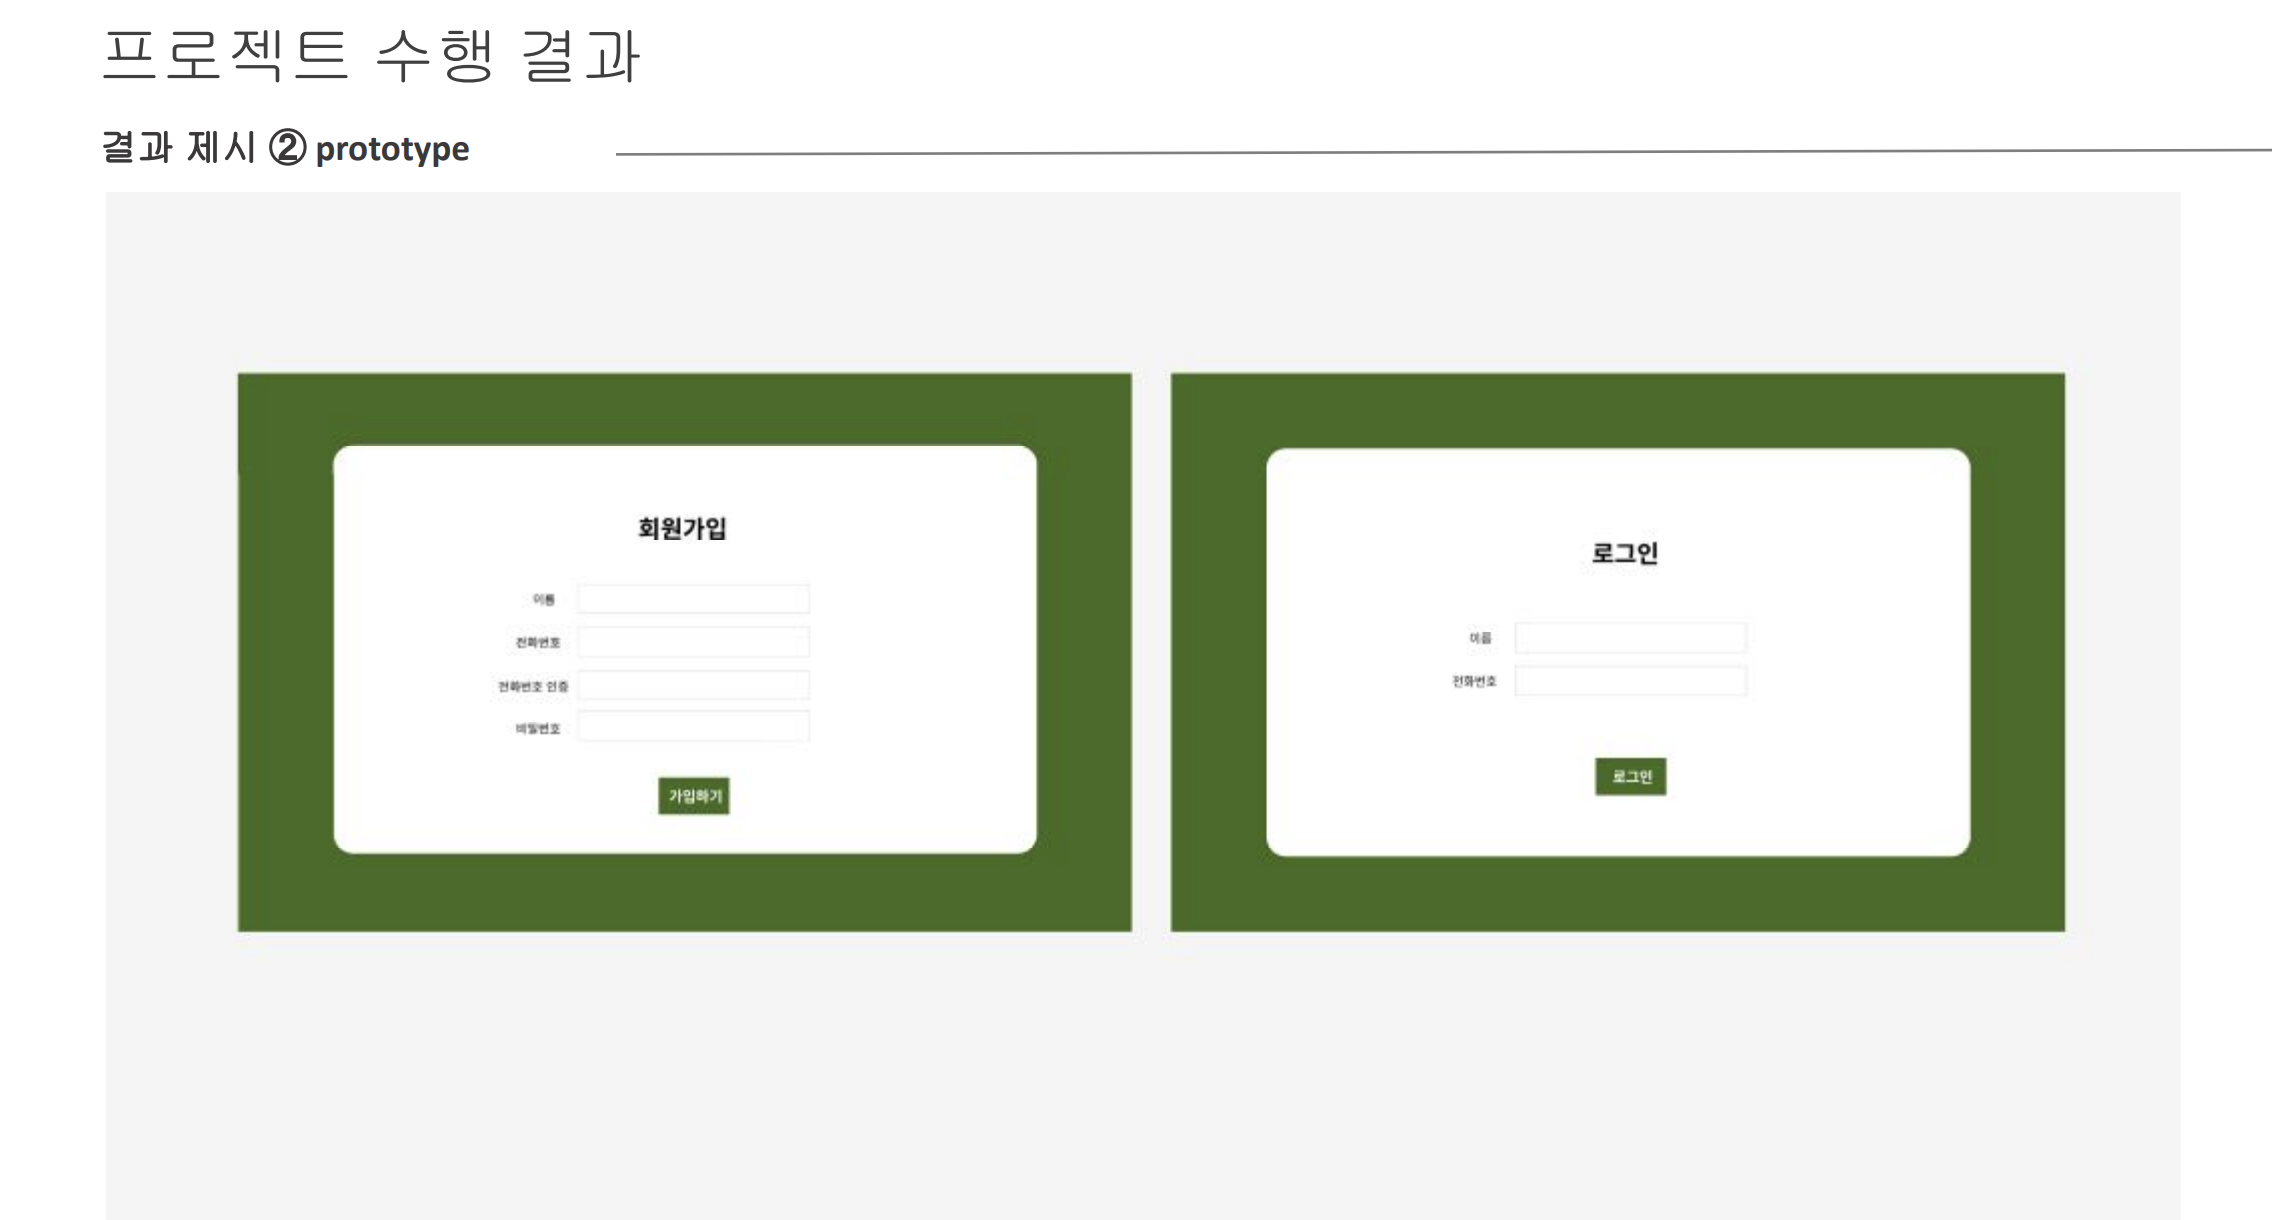 프로젝트 수행 결과
결과 제시 ② prototype
회원가입
이름
전화번호
전화번호 인증
비밀번호
가입하기
로그인
이름
전화번호
로그인